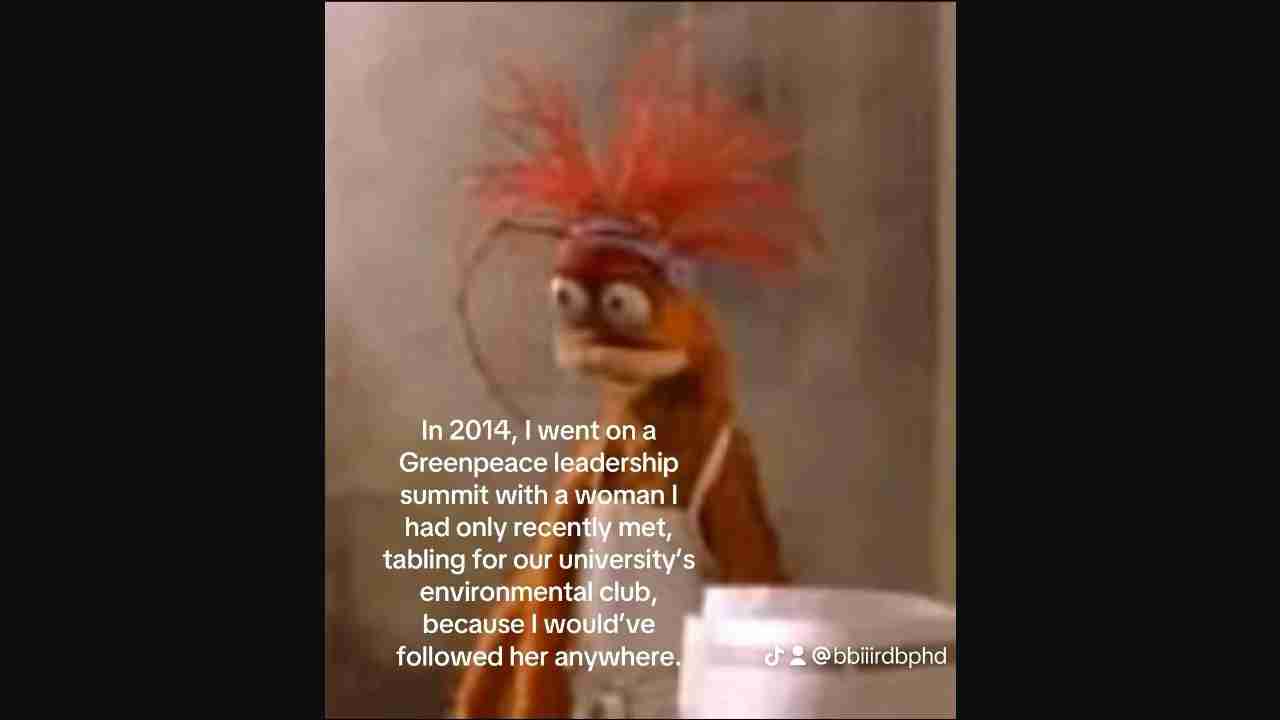 In 2014, I went on a
Greenpeace leadership
summit with a woman I
had only recently met,
tabling for our university’s
environmental club,
because I would’ve
followed her anywhere.
@bbiiirdbphd